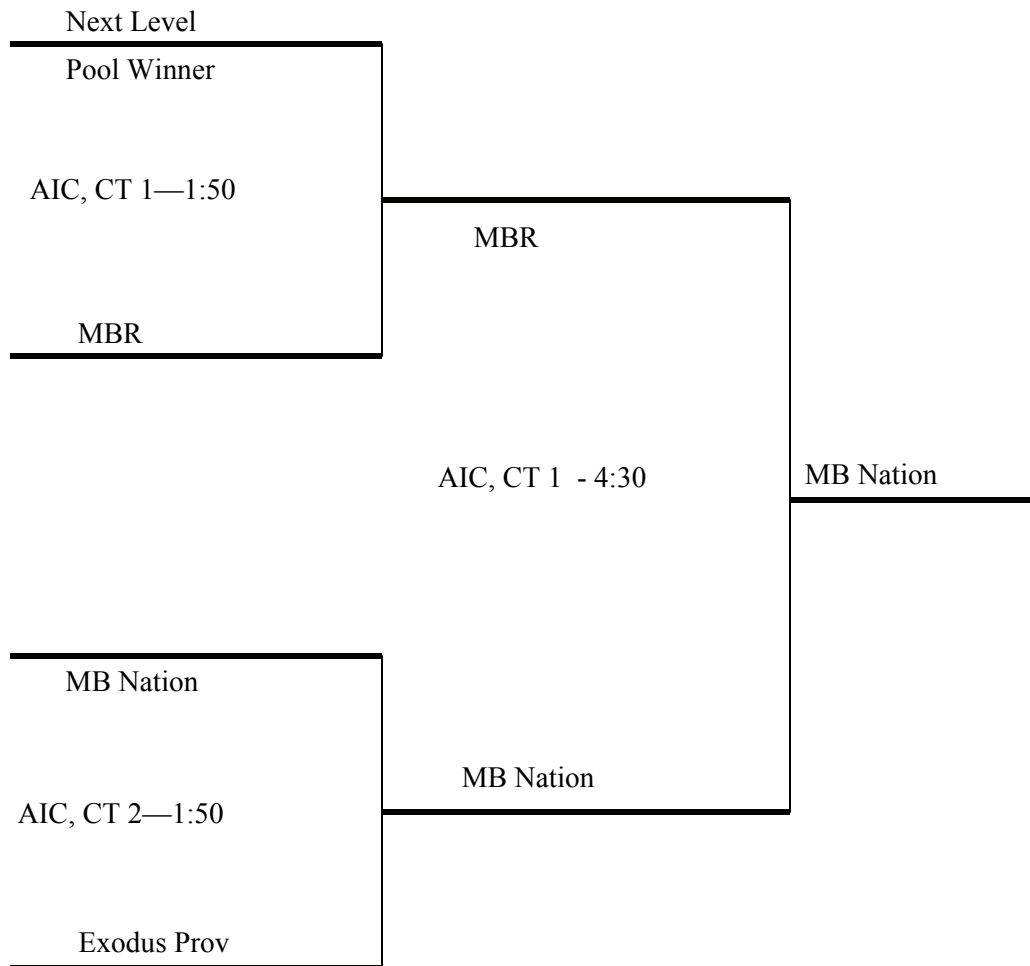 Next Level
Pool Winner
AIC, CT 1—1:50
MBR
MBR
AIC, CT 1 - 4:30
MB Nation
MB Nation
MB Nation
AIC, CT 2—1:50
Exodus Prov